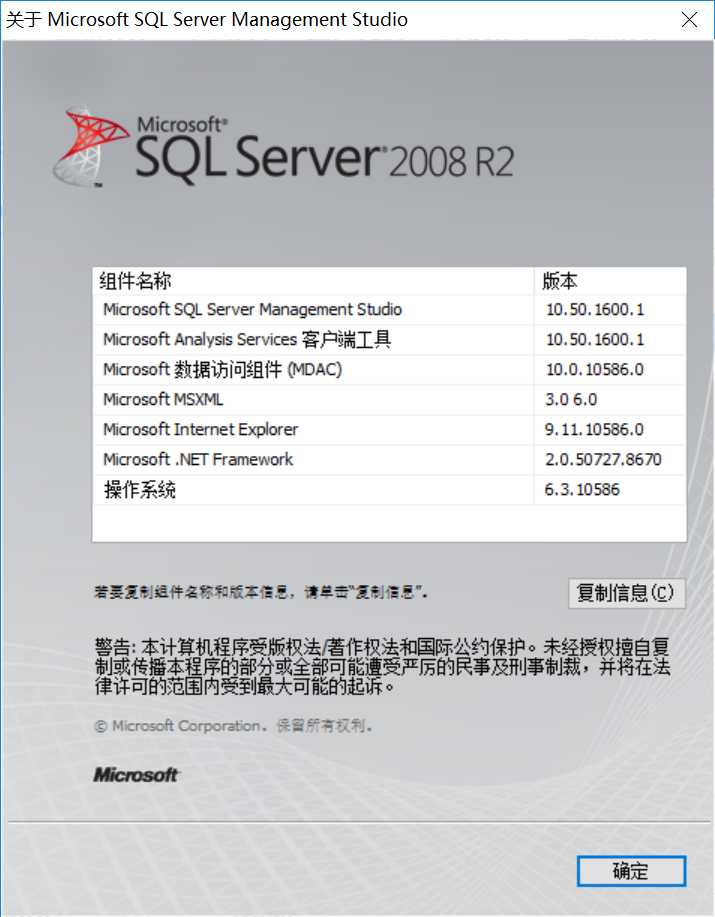 关于 Microsoft SQL Server Management Studio
Microsoft®
SQL Server® 2008 R2
™
组件名称 版本
Microsoft SQL Server Management Studio 10.50.1600.1
Microsoft Analysis Services 客户端工具 10.50.1600.1
Microsoft 数据访问组件 (MDAC) 10.0.10586.0
Microsoft MSXML 3.0 6.0
Microsoft Internet Explorer 9.11.10586.0
Microsoft .NET Framework 2.0.50727.8670
操作系统 6.3.10586
若要复制组件名称和版本信息，请单击“复制信息”。
复制信息(C)
警告: 本计算机程序受版权法/著作权法和国际公约保护。未经授权擅自复
制或传播本程序的部分或全部可能遭受严厉的民事及刑事制裁，并将在法
律许可的范围内受到最大可能的起诉。
© Microsoft Corporation。保留所有权利。
Microsoft
确定